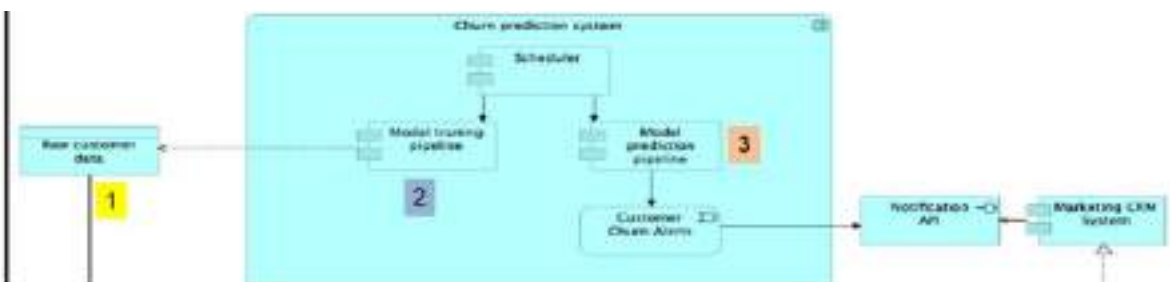 Churn prediction system
Scheduler
Raw customer
data
Model training
pipeline
Model
prediction
pipeline
3
1
2
Customer
Churn Alarm
Notification
API
Marketing CRM
System